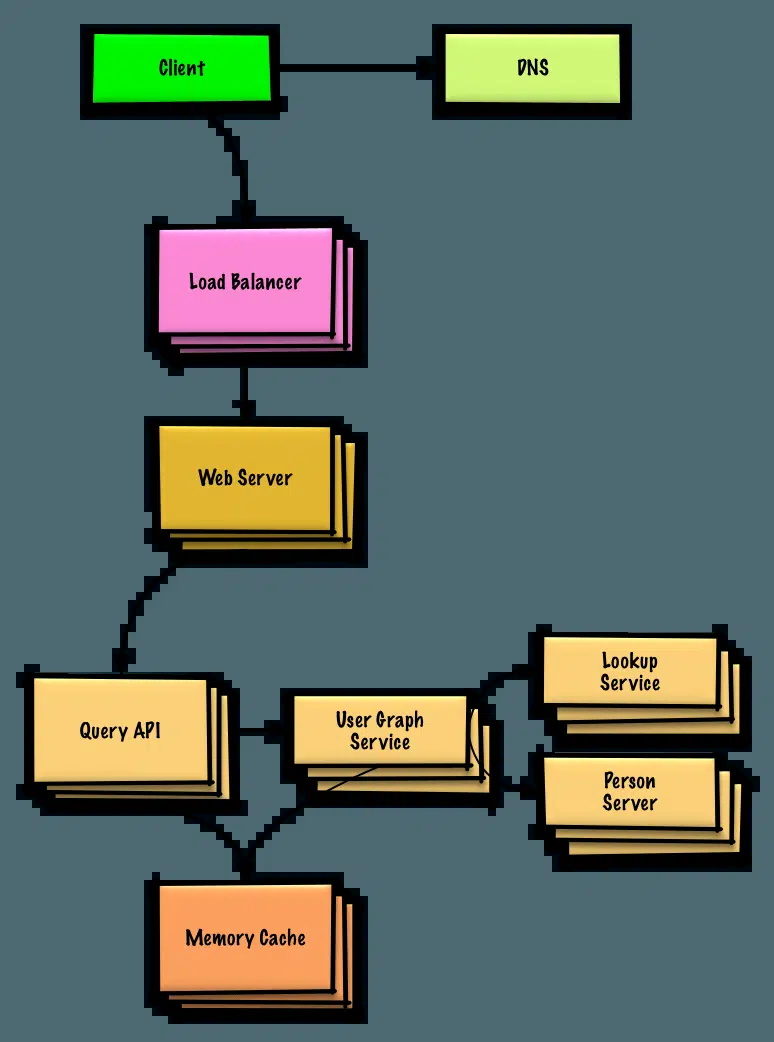 Client
DNS
Load Balancer
Web Server
Query API
User Graph
Service
Lookup
Service
Person
Server
Memory Cache